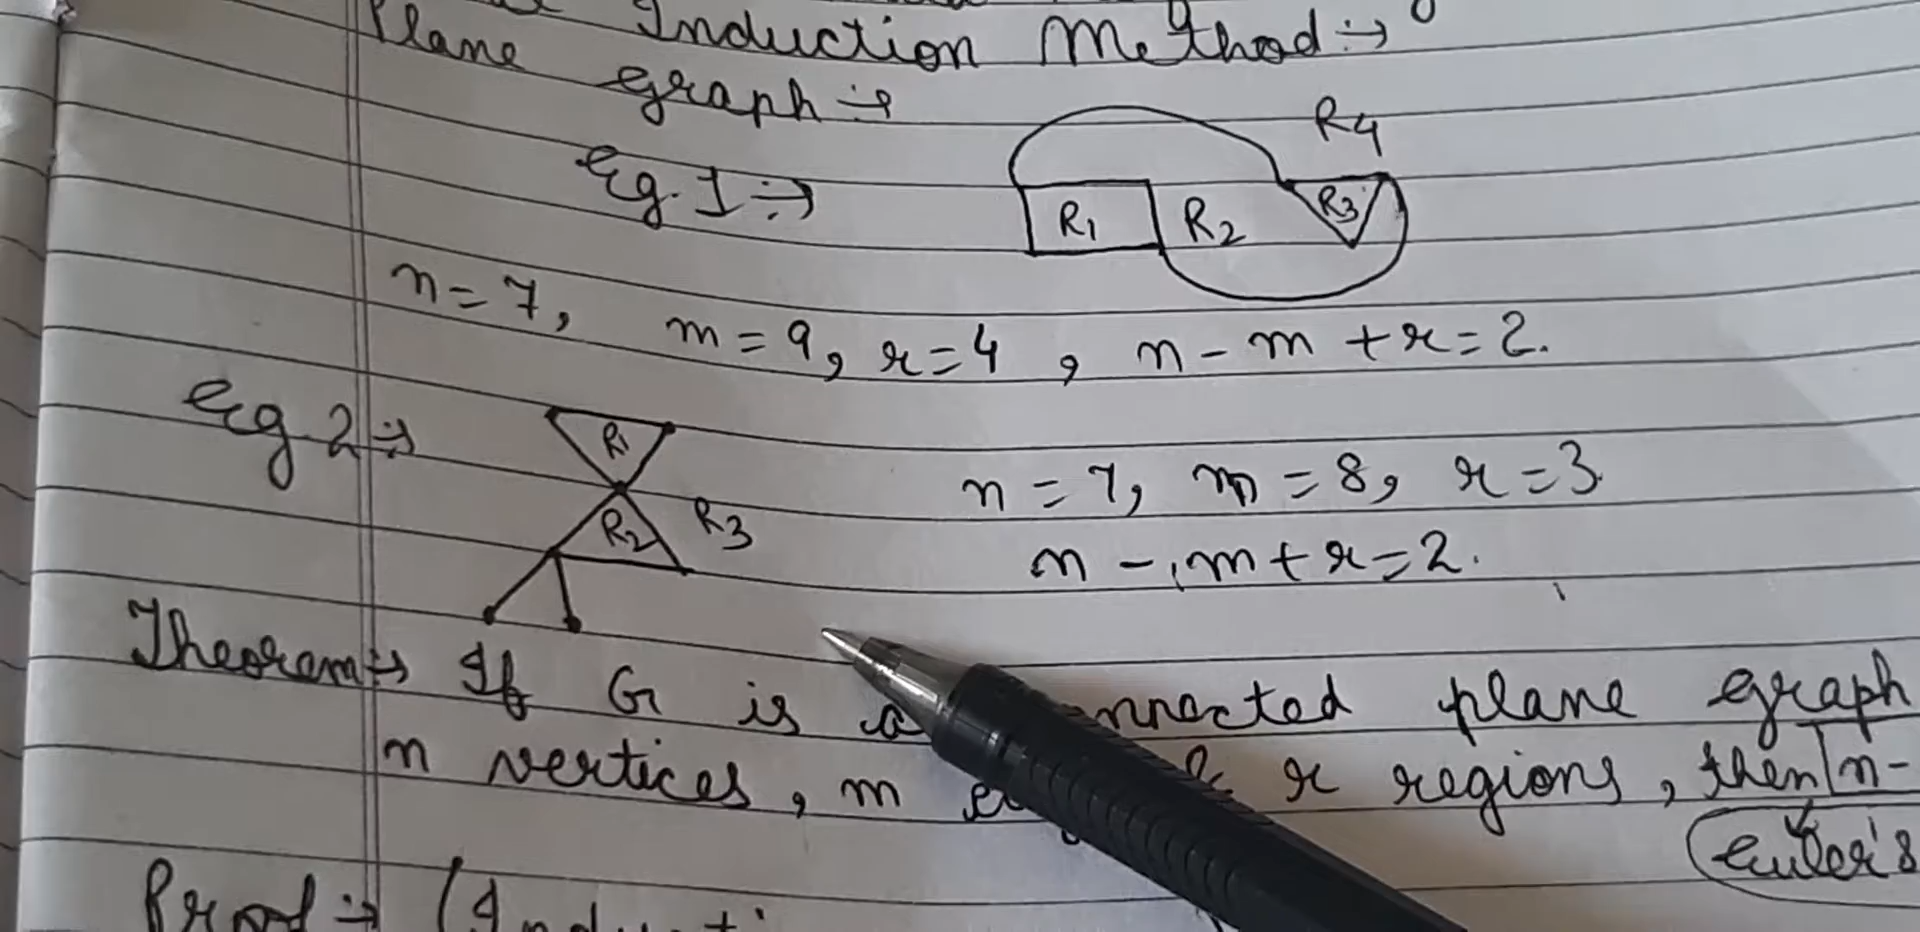 Induction Method :→
Plane graph :→
R4
eg. 1 :→
R1 R2 R3
n = 7, m = 9, r = 4, n - m + r = 2.
eg 2 :→
R1
n = 7, m = 8, r = 3
R2 R3
n - m + r = 2.
Theorem :→ If G is a connected plane graph
n vertices, m & r regions, then n -
Euler's
Proof :→ (Induction